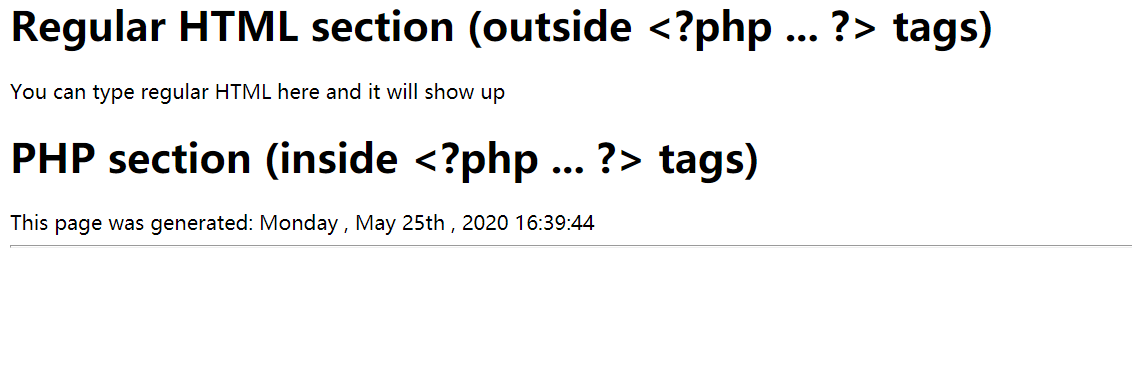 Regular HTML section (outside <?php ... ?> tags)
You can type regular HTML here and it will show up
PHP section (inside <?php ... ?> tags)
This page was generated: Monday , May 25th , 2020 16:39:44